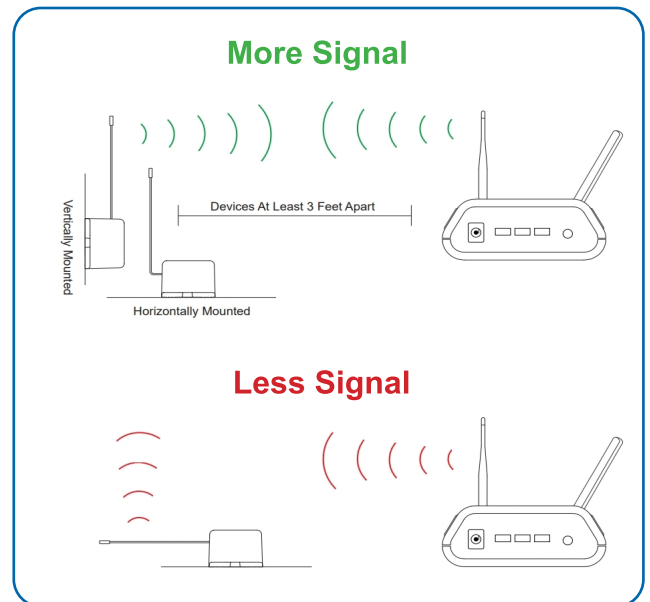 More Signal
Devices At Least 3 Feet Apart
Vertically Mounted
Horizontally Mounted
Less Signal